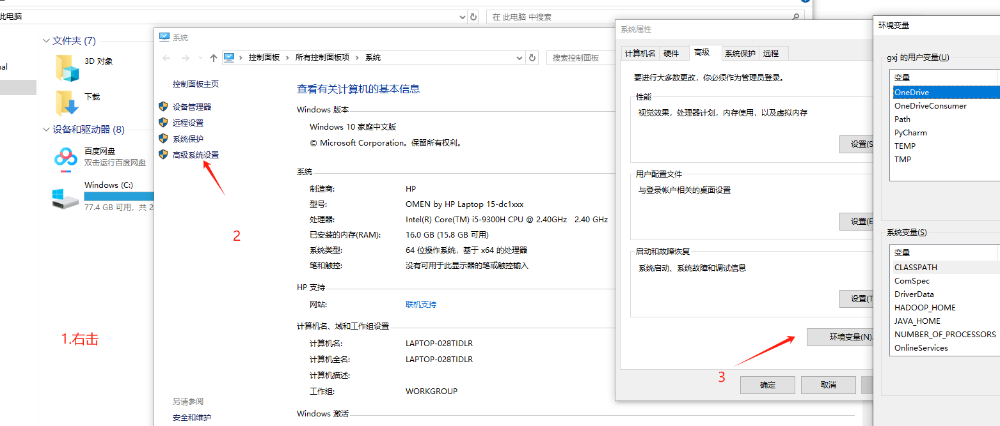 此电脑
在 此电脑 中搜索
文件夹 (7)
3D 对象
下载
设备和驱动器 (8)
百度网盘
双击运行百度网盘
Windows (C:)
77.4 GB 可用，共 2
1.右击
系统
控制面板
所有控制面板项
系统
搜索控制面板
控制面板主页
设备管理器
远程设置
系统保护
高级系统设置
2
另请参阅
安全和维护
查看有关计算机的基本信息
Windows 版本
Windows 10 家庭中文版
© Microsoft Corporation。保留所有权利。
系统
制造商: HP
型号: OMEN by HP Laptop 15-dc1xxx
处理器: Intel(R) Core(TM) i5-9300H CPU @ 2.40GHz 2.40 GHz
已安装的内存(RAM): 16.0 GB (15.8 GB 可用)
系统类型: 64 位操作系统，基于 x64 的处理器
笔和触控: 没有可用于此显示器的笔或触控输入
HP 支持
网站: 联机支持
计算机名、域和工作组设置
计算机名: LAPTOP-028TIDLR
计算机全名: LAPTOP-028TIDLR
计算机描述:
工作组: WORKGROUP
Windows 激活
系统属性
计算机名 硬件 高级 系统保护 远程
要进行大多数更改，你必须作为管理员登录。
性能
视觉效果，处理器计划，内存使用，以及虚拟内存
设置(S
用户配置文件
与登录帐户相关的桌面设置
设置(E
启动和故障恢复
系统启动、系统故障和调试信息
设置(T
环境变量(N).
3
确定 取消
环境变量
gxj 的用户变量(U)
变量
OneDrive
OneDriveConsumer
Path
PyCharm
TEMP
TMP
系统变量(S)
变量
CLASSPATH
ComSpec
DriverData
HADOOP_HOME
JAVA_HOME
NUMBER_OF_PROCESSORS
OnlineServices